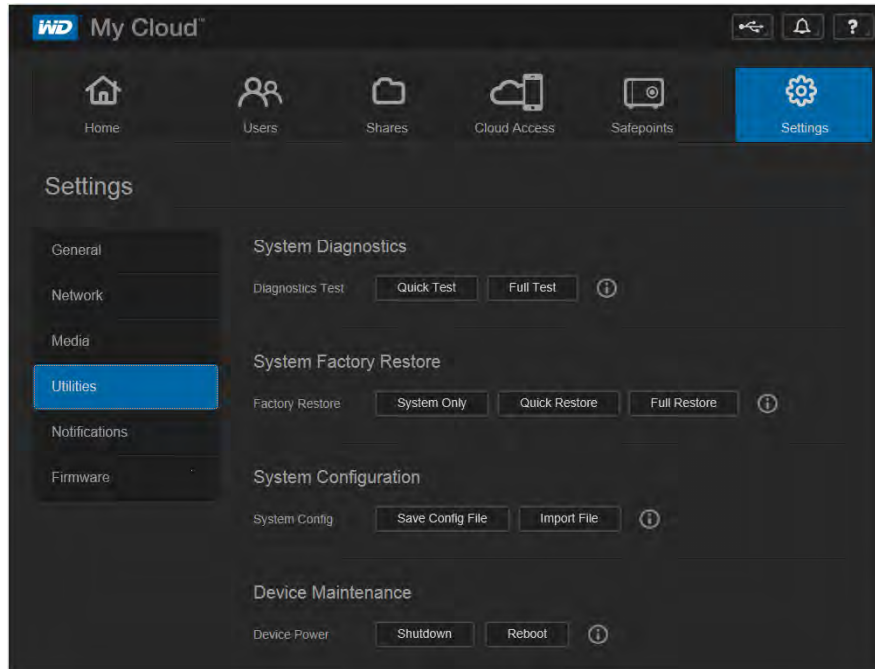 WD My Cloud™
?
Home Users Shares Cloud Access Safepoints Settings
Settings
General
Network
Media
Utilities
Notifications
Firmware
System Diagnostics
Diagnostics Test Quick Test Full Test
System Factory Restore
Factory Restore System Only Quick Restore Full Restore
System Configuration
System Config Save Config File Import File
Device Maintenance
Device Power Shutdown Reboot